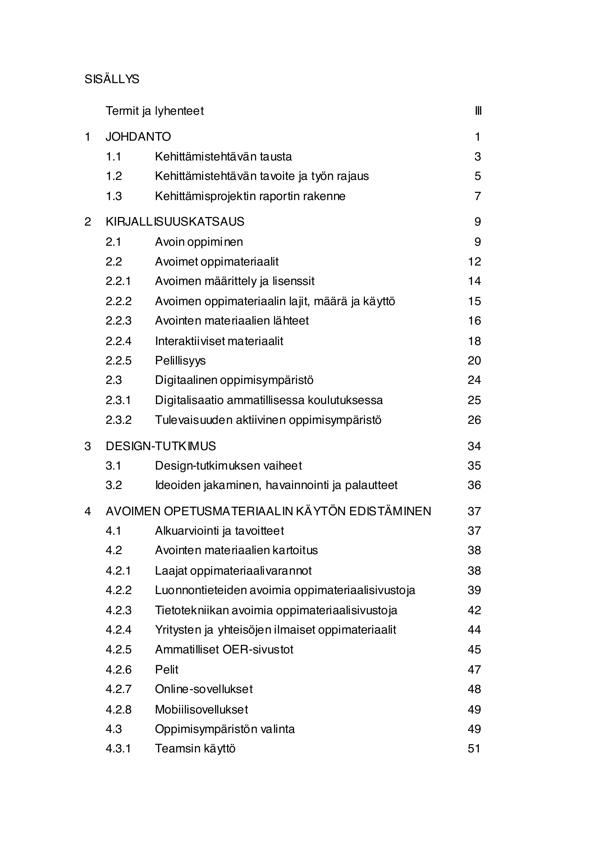 SISÄLLYS
Termit ja lyhenteet III
1 JOHDANTO 1
1.1 Kehittämistehtävän tausta 3
1.2 Kehittämistehtävän tavoite ja työn rajaus 5
1.3 Kehittämisprojektin raportin rakenne 7
2 KIRJALLISUUSKATSAUS 9
2.1 Avoin oppiminen 9
2.2 Avoimet oppimateriaalit 12
2.2.1 Avoimen määrittely ja lisenssit 14
2.2.2 Avoimen oppimateriaalin lajit, määrä ja käyttö 15
2.2.3 Avointen materiaalien lähteet 16
2.2.4 Interaktiiviset materiaalit 18
2.2.5 Pelillisyys 20
2.3 Digitaalinen oppimisympäristö 24
2.3.1 Digitalisaatio ammatillisessa koulutuksessa 25
2.3.2 Tulevaisuuden aktiivinen oppimisympäristö 26
3 DESIGN-TUTKIMUS 34
3.1 Design-tutkimuksen vaiheet 35
3.2 Ideoiden jakaminen, havainnointi ja palautteet 36
4 AVOIMEN OPETUSMATERIAALIN KÄYTÖN EDISTÄMINEN 37
4.1 Alkuarviointi ja tavoitteet 37
4.2 Avointen materiaalien kartoitus 38
4.2.1 Laajat oppimateriaalivarannot 38
4.2.2 Luonnontieteiden avoimia oppimateriaalisivustoja 39
4.2.3 Tietotekniikan avoimia oppimateriaalisivustoja 42
4.2.4 Yritysten ja yhteisöjen ilmaiset oppimateriaalit 44
4.2.5 Ammatilliset OER-sivustot 45
4.2.6 Pelit 47
4.2.7 Online-sovellukset 48
4.2.8 Mobiilisovellukset 49
4.3 Oppimisympäristön valinta 49
4.3.1 Teamsin käyttö 51